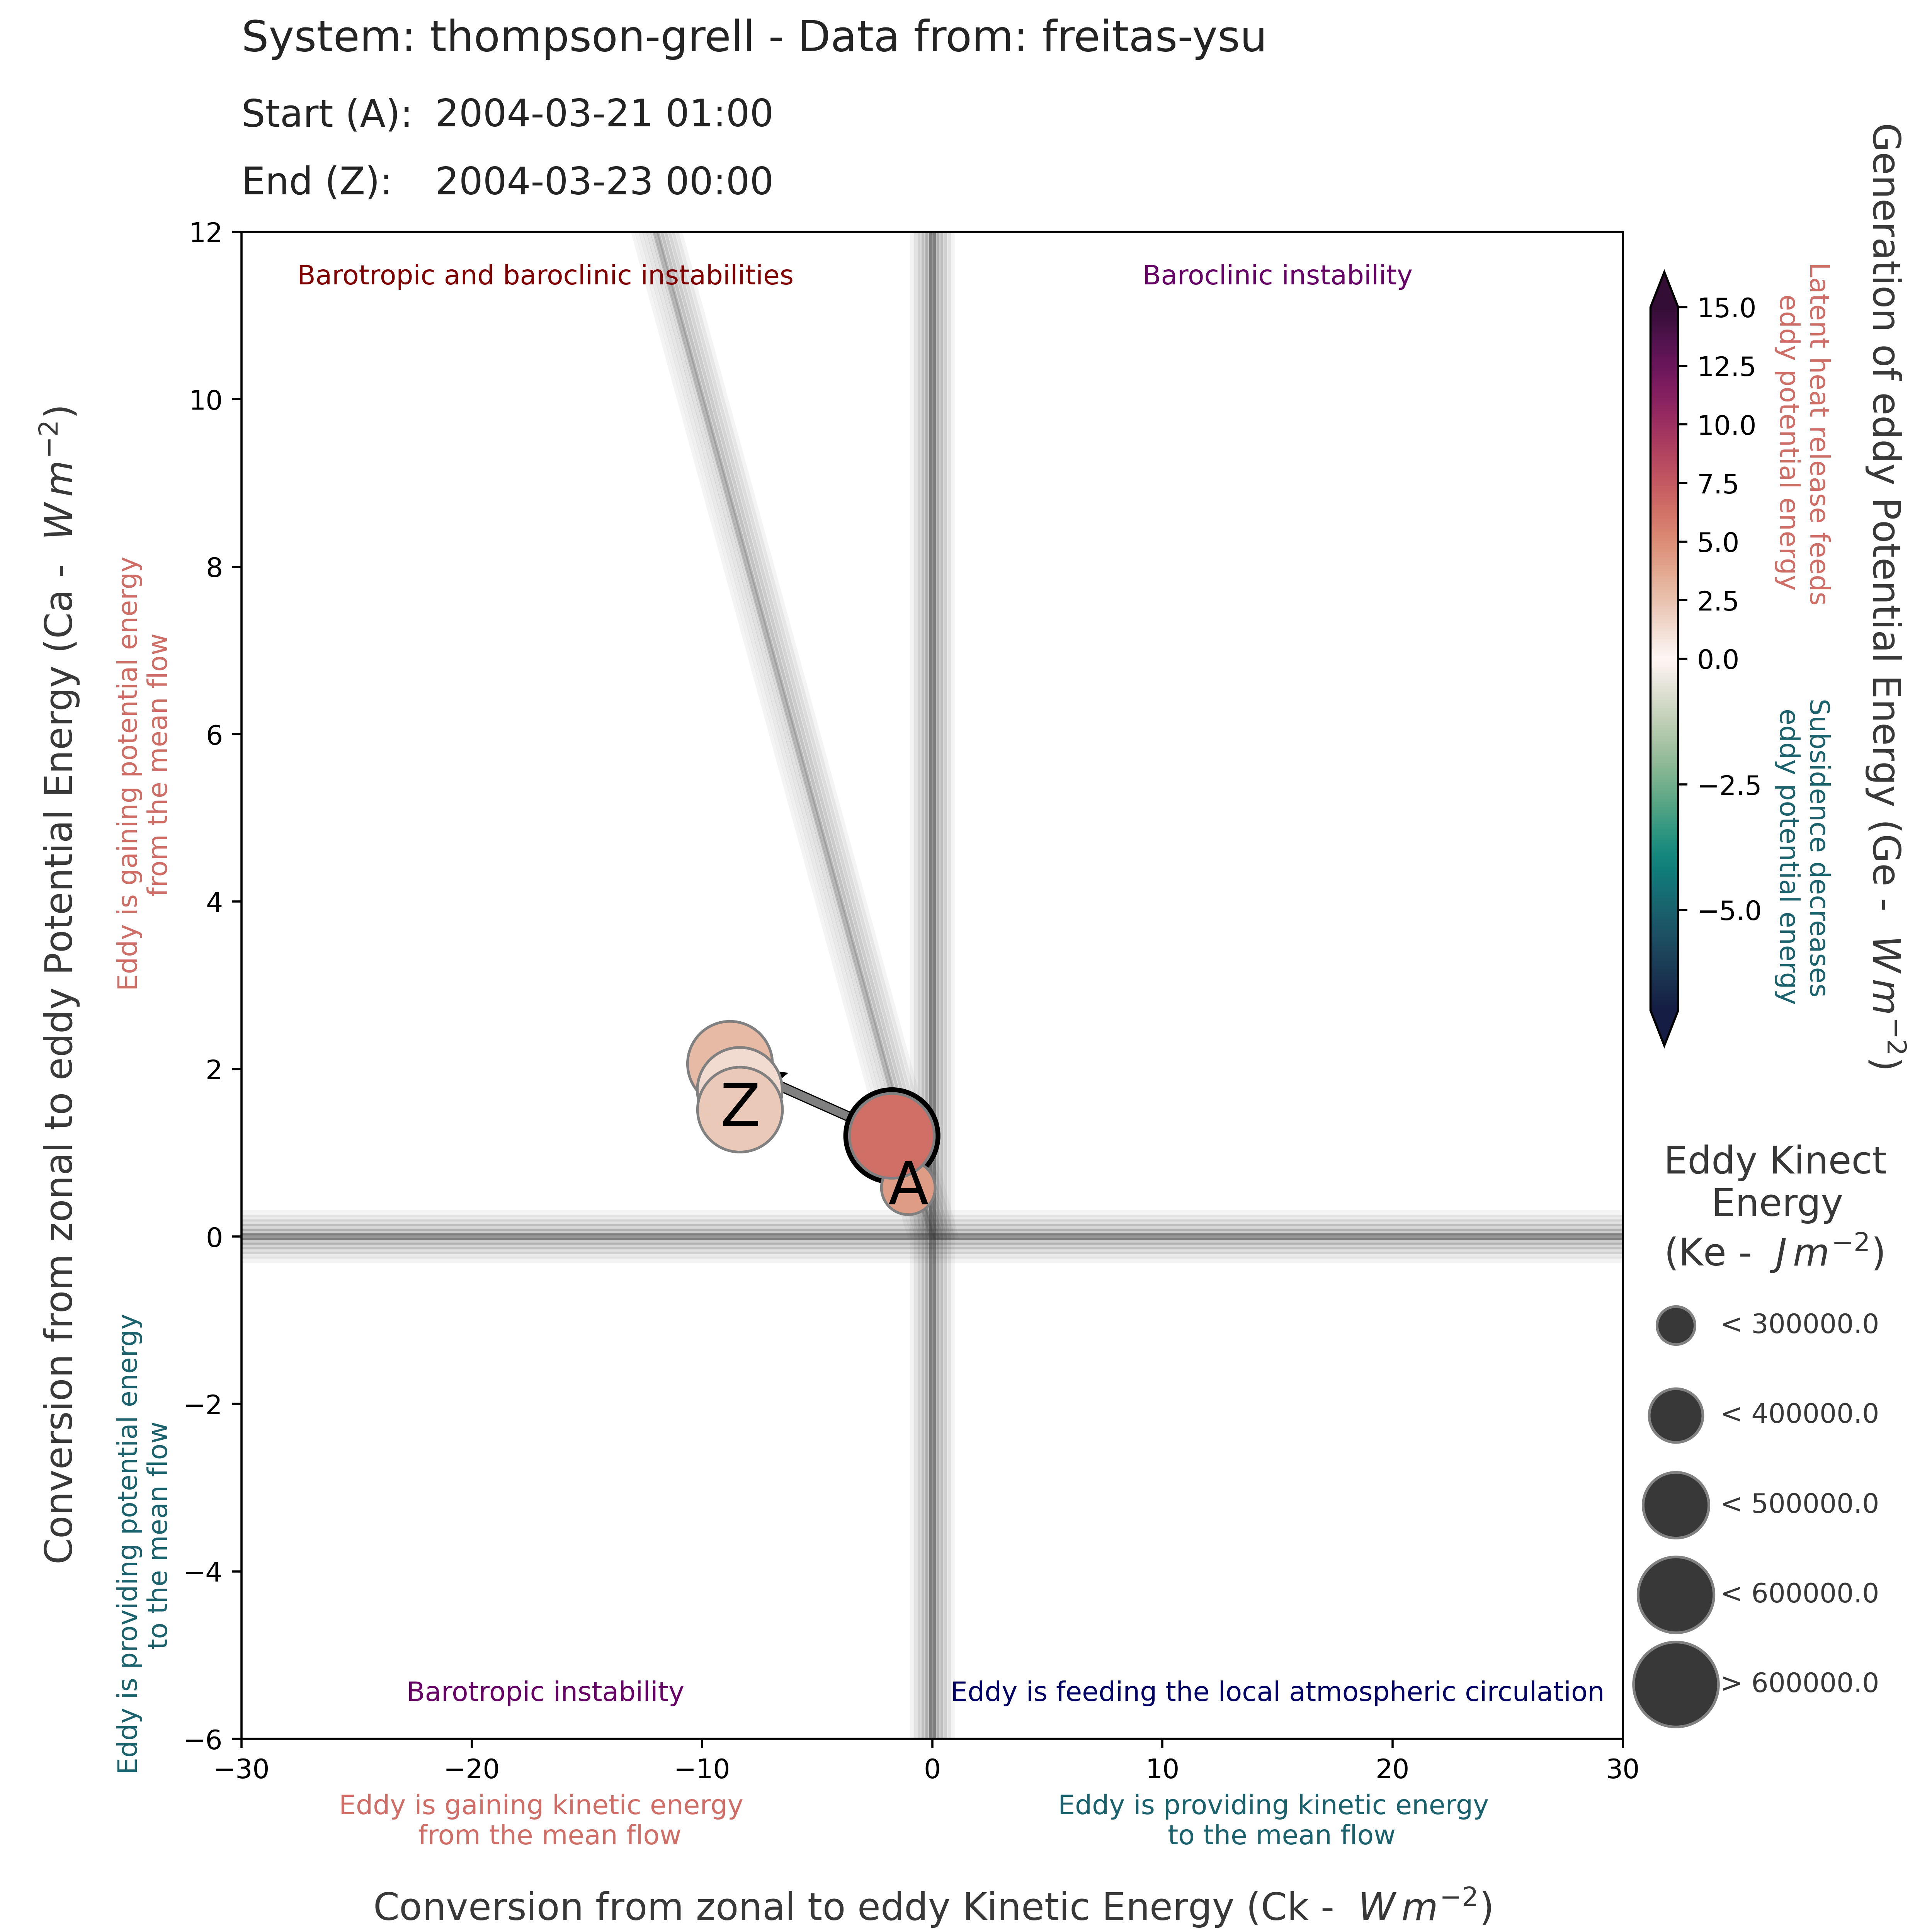 System: thompson-grell - Data from: freitas-ysu
Start (A): 2004-03-21 01:00
End (Z): 2004-03-23 00:00
Conversion from zonal to eddy Potential Energy (Ca - W m⁻²)
Eddy is gaining potential energy
from the mean flow
Eddy is providing potential energy
to the mean flow
12
10
8
6
4
2
0
−2
−4
−6
Barotropic and baroclinic instabilities
Baroclinic instability
Z
A
Barotropic instability
Eddy is feeding the local atmospheric circulation
−30
−20
−10
0
10
20
30
Eddy is gaining kinetic energy
from the mean flow
Eddy is providing kinetic energy
to the mean flow
Conversion from zonal to eddy Kinetic Energy (Ck - W m⁻²)
15.0
12.5
10.0
7.5
5.0
2.5
0.0
−2.5
−5.0
Latent heat release feeds
eddy potential energy
Subsidence decreases
eddy potential energy
Generation of eddy Potential Energy (Ge - W m⁻²)
Eddy Kinect
Energy
(Ke - J m⁻²)
< 300000.0
< 400000.0
< 500000.0
< 600000.0
> 600000.0